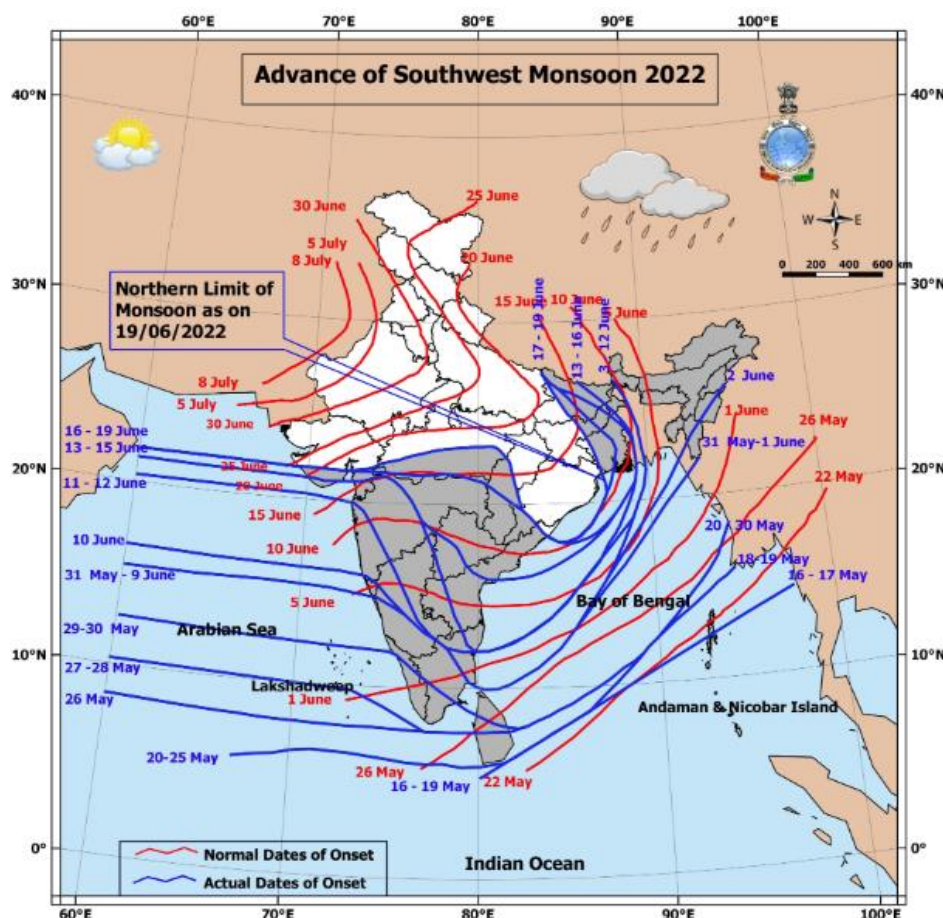 60°E
70°E
80°E
90°E
100°E
Advance of Southwest Monsoon 2022
40°N
40°N
N
W
E
S
0 200 400 600 km
25 June
30 June
5 July
8 July
20 June
30°N
30°N
Northern Limit of
Monsoon as on
19/06/2022
15 June
10 June
5 June
17 - 19 June
13 - 16 June
3 - 12 June
2 June
8 July
5 July
30 June
1 June
26 May
16 - 19 June
13 - 15 June
11 - 12 June
31 May-1 June
20°N
20°N
25 June
20 June
22 May
15 June
10 June
10 June
20 - 30 May
18-19 May
16 - 17 May
31 May - 9 June
5 June
Bay of Bengal
29-30 May
Arabian Sea
10°N
10°N
27 -28 May
Lakshadweep
26 May
1 June
Andaman & Nicobar Island
20-25 May
26 May
16 - 19 May
22 May
0°
0°
Normal Dates of Onset
Actual Dates of Onset
Indian Ocean
60°E
70°E
80°E
90°E
100°E